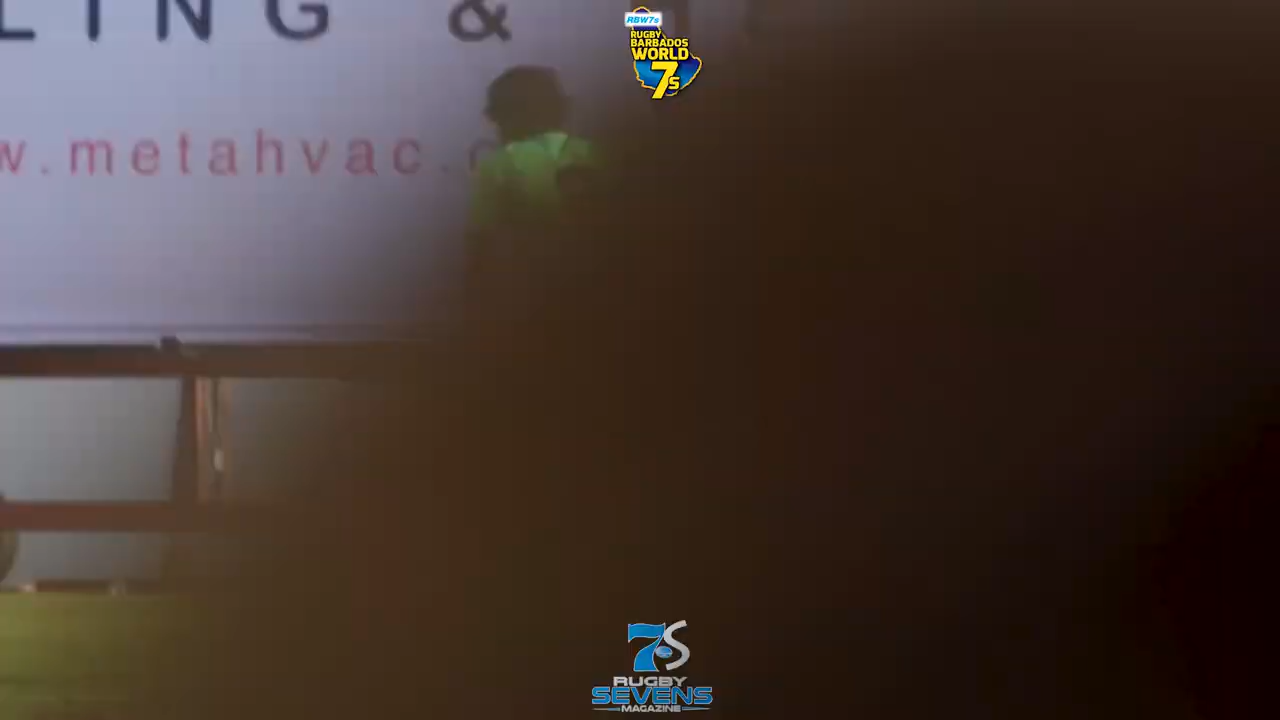 LING &
w.metahvac.c
RBW7s
RUGBY
BARBADOS
WORLD
7s
7S
RUGBY
SEVENS
MAGAZINE